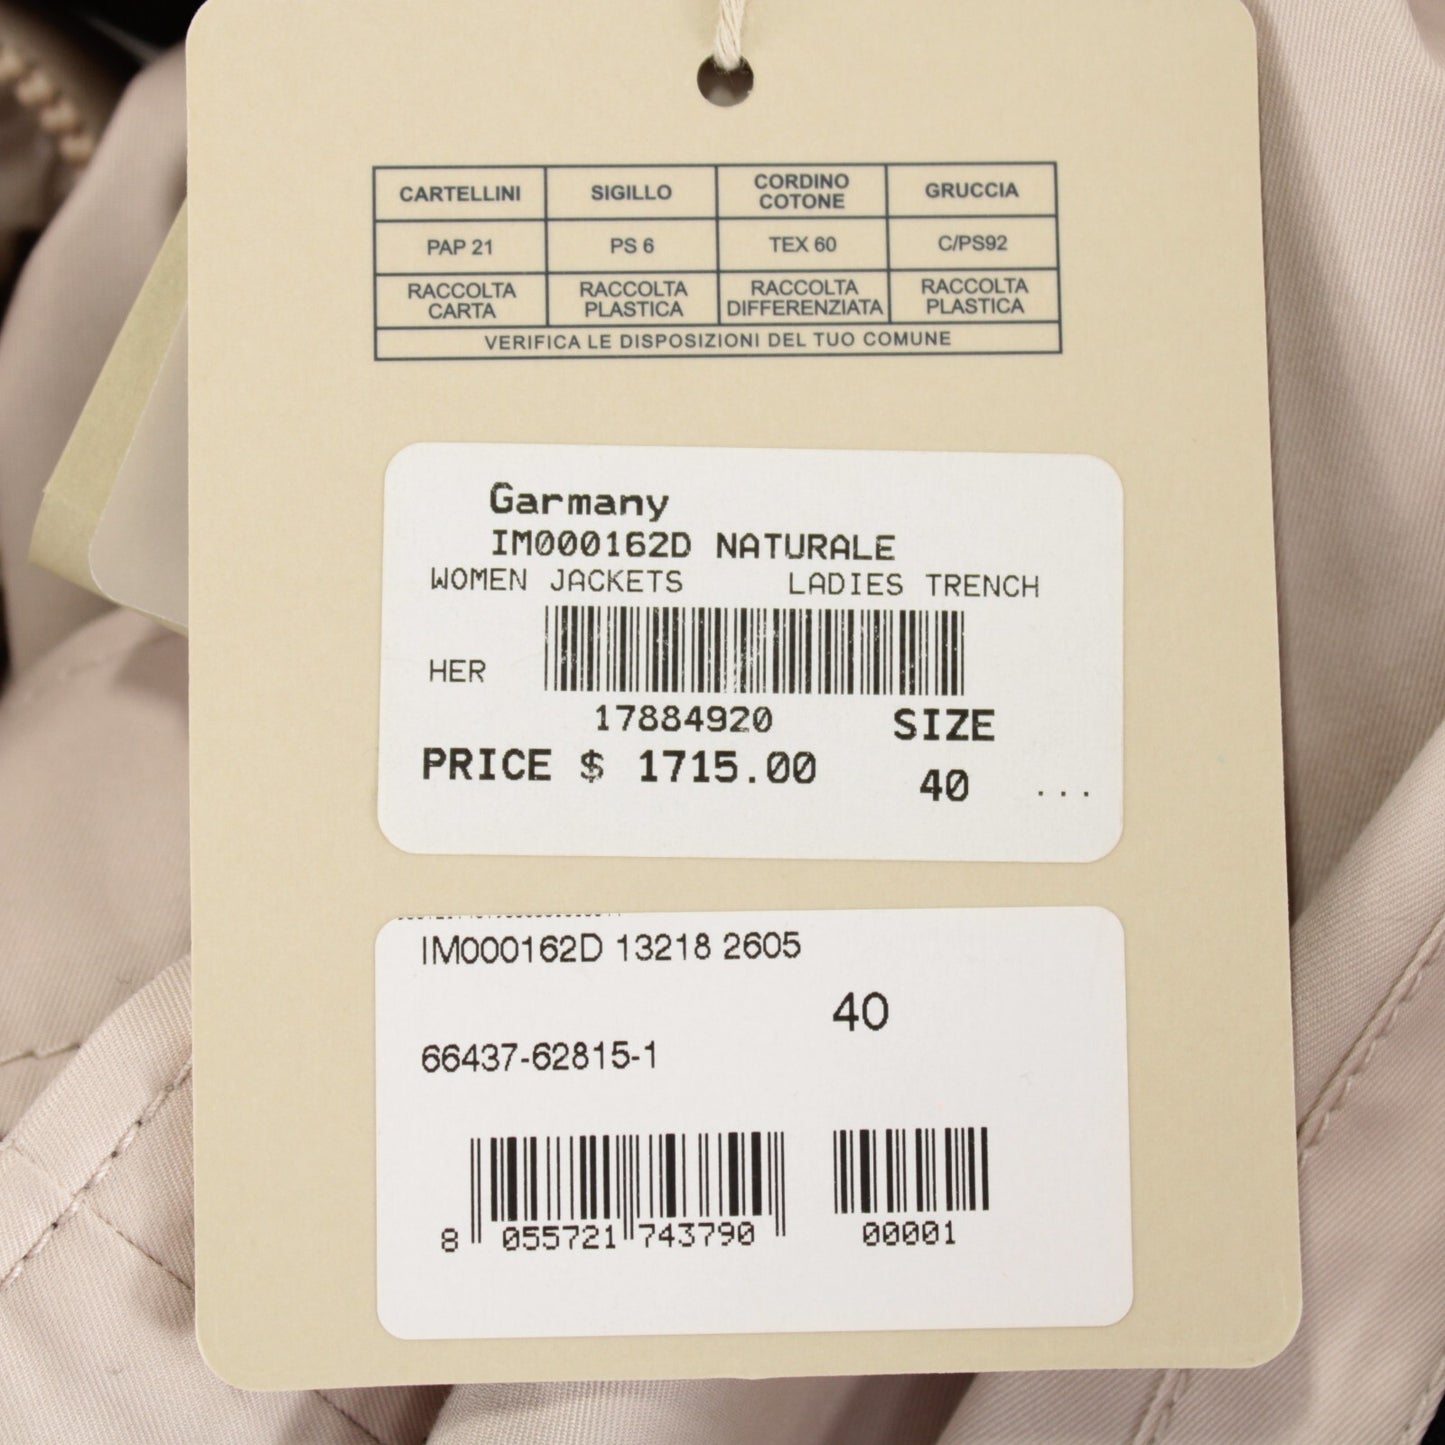 CARTELLINI SIGILLO CORDINO COTONE GRUCCIA
PAP 21 PS 6 TEX 60 C/PS92
RACCOLTA CARTA RACCOLTA PLASTICA RACCOLTA DIFFERENZIATA RACCOLTA PLASTICA
VERIFICA LE DISPOSIZIONI DEL TUO COMUNE
Garmany
IM000162D NATURALE
WOMEN JACKETS LADIES TRENCH
HER
17884920 SIZE
PRICE $ 1715.00
40 ...
IM000162D 13218 2605
40
66437-62815-1
8 055721 743790 00001